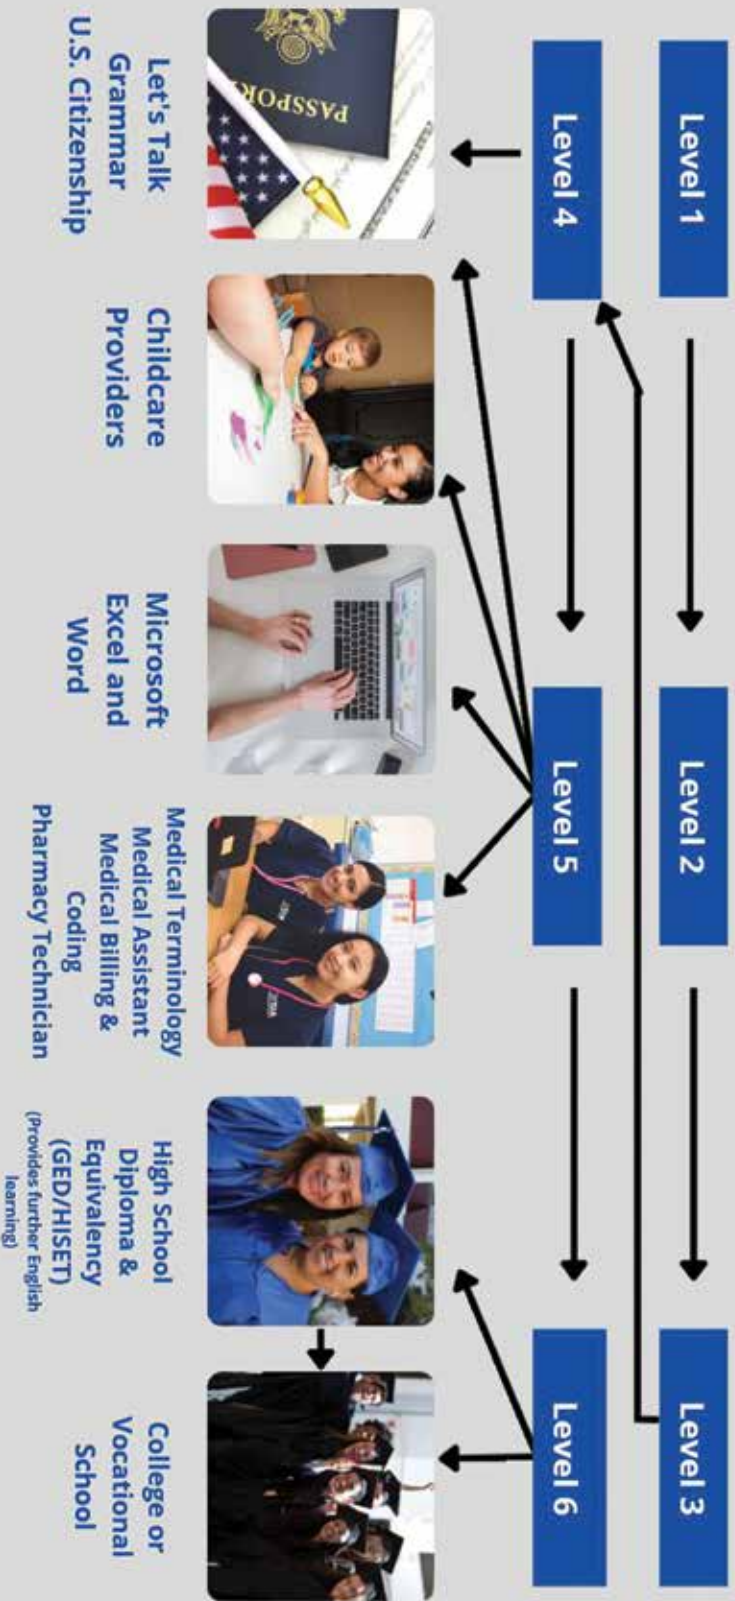 Level 1
Level 2
Level 3
Level 4
Level 5
Level 6
PASSPORT
Let's Talk
Grammar
U.S. Citizenship
Childcare
Providers
Microsoft
Excel and
Word
Medical Terminology
Medical Assistant
Medical Billing &
Coding
Pharmacy Technician
High School
Diploma &
Equivalency
(GED/HISET)
(Provides further English
learning)
College or
Vocational
School